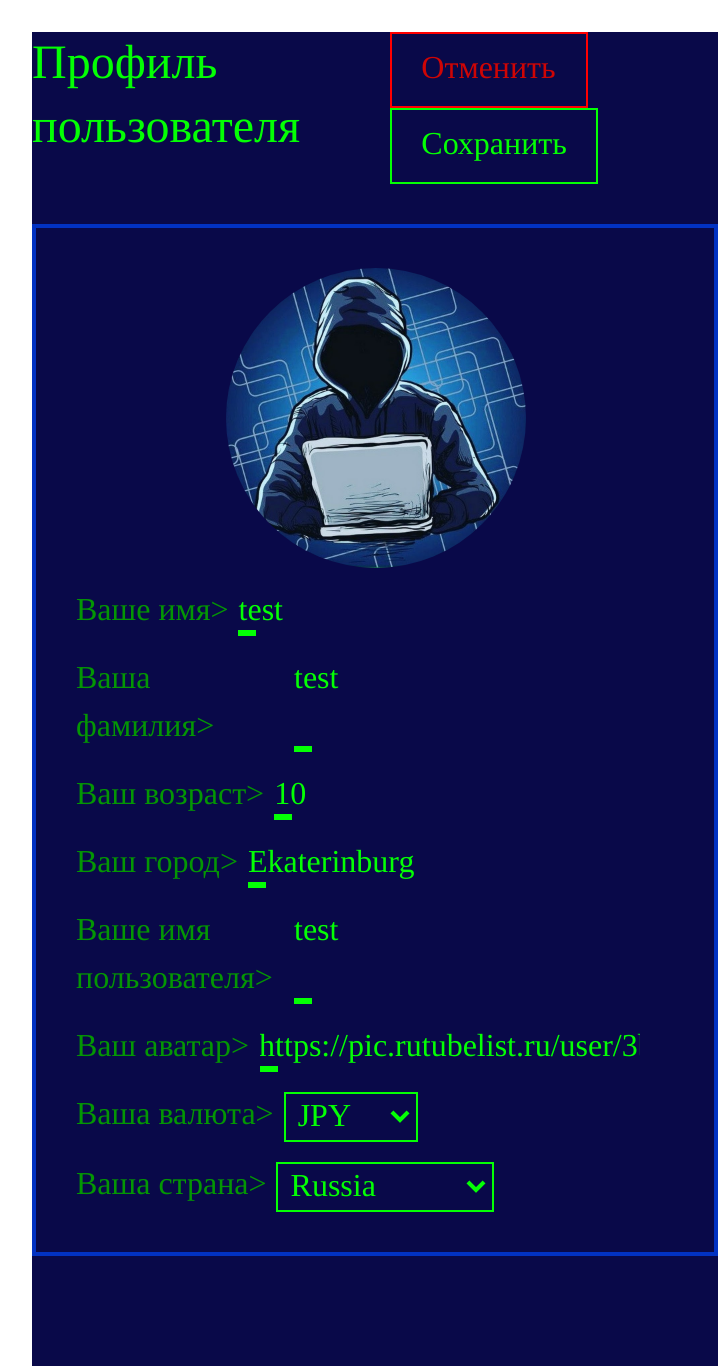 Профиль
пользователя
Отменить
Сохранить
Ваше имя> test
Ваша test
фамилия>
Ваш возраст> 10
Ваш город> Ekaterinburg
Ваше имя test
пользователя>
Ваш аватар> https://pic.rutubelist.ru/user/3
Ваша валюта> JPY
Ваша страна> Russia